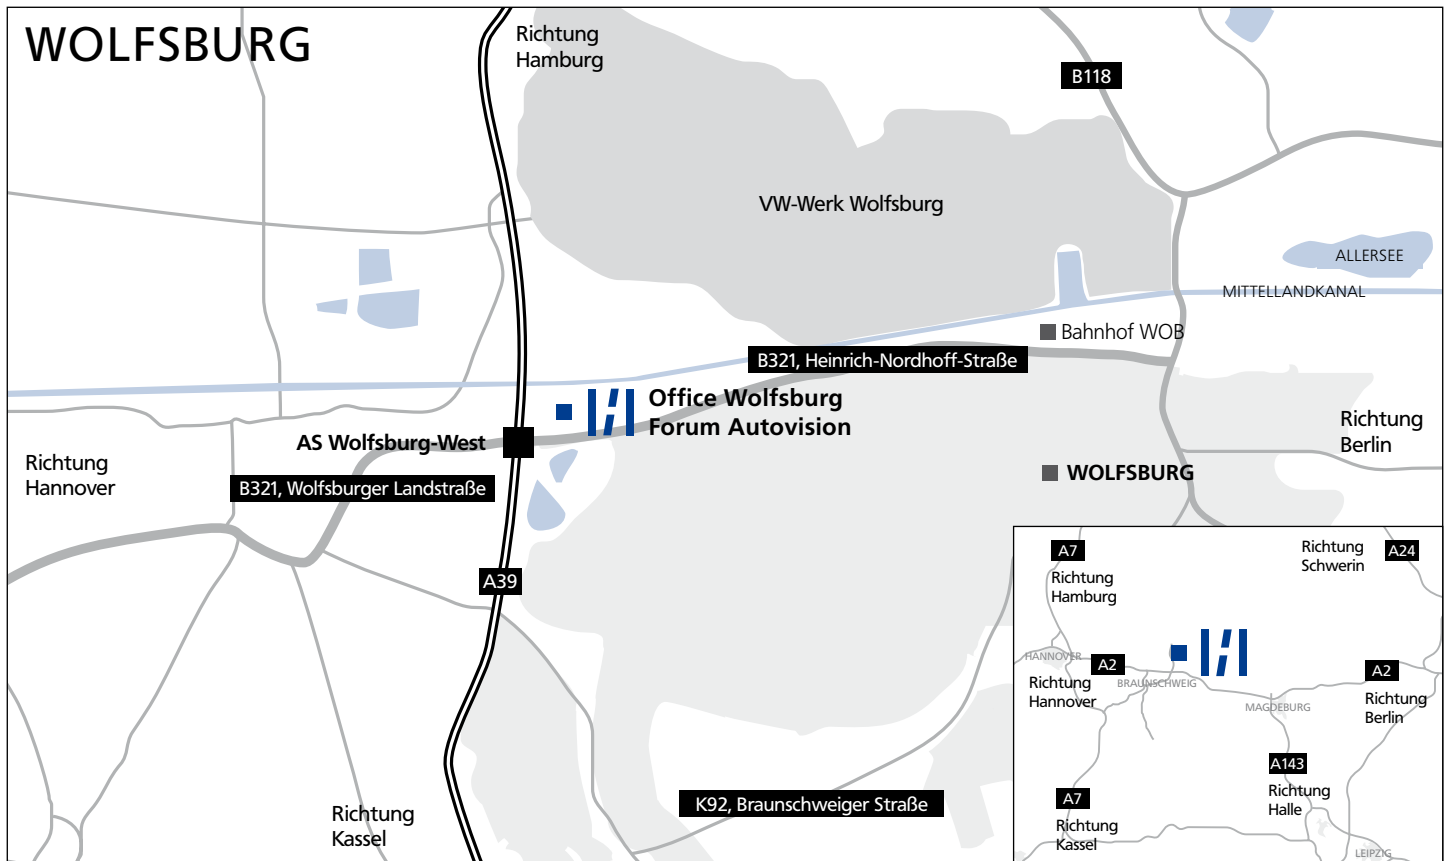 WOLFSBURG
Richtung
Hamburg
B118
VW-Werk Wolfsburg
ALLERSEE
MITTELLANDKANAL
Bahnhof WOB
B321, Heinrich-Nordhoff-Straße
Office Wolfsburg
Forum Autovision
Richtung
Berlin
AS Wolfsburg-West
Richtung
Hannover
WOLFSBURG
B321, Wolfsburger Landstraße
A39
K92, Braunschweiger Straße
Richtung
Kassel
A7
Richtung
Hamburg
Richtung
Schwerin
A24
HANNOVER
A2
Richtung
Hannover
BRAUNSCHWEIG
A2
Richtung
Berlin
MAGDEBURG
A143
Richtung
Halle
A7
Richtung
Kassel
LEIPZIG